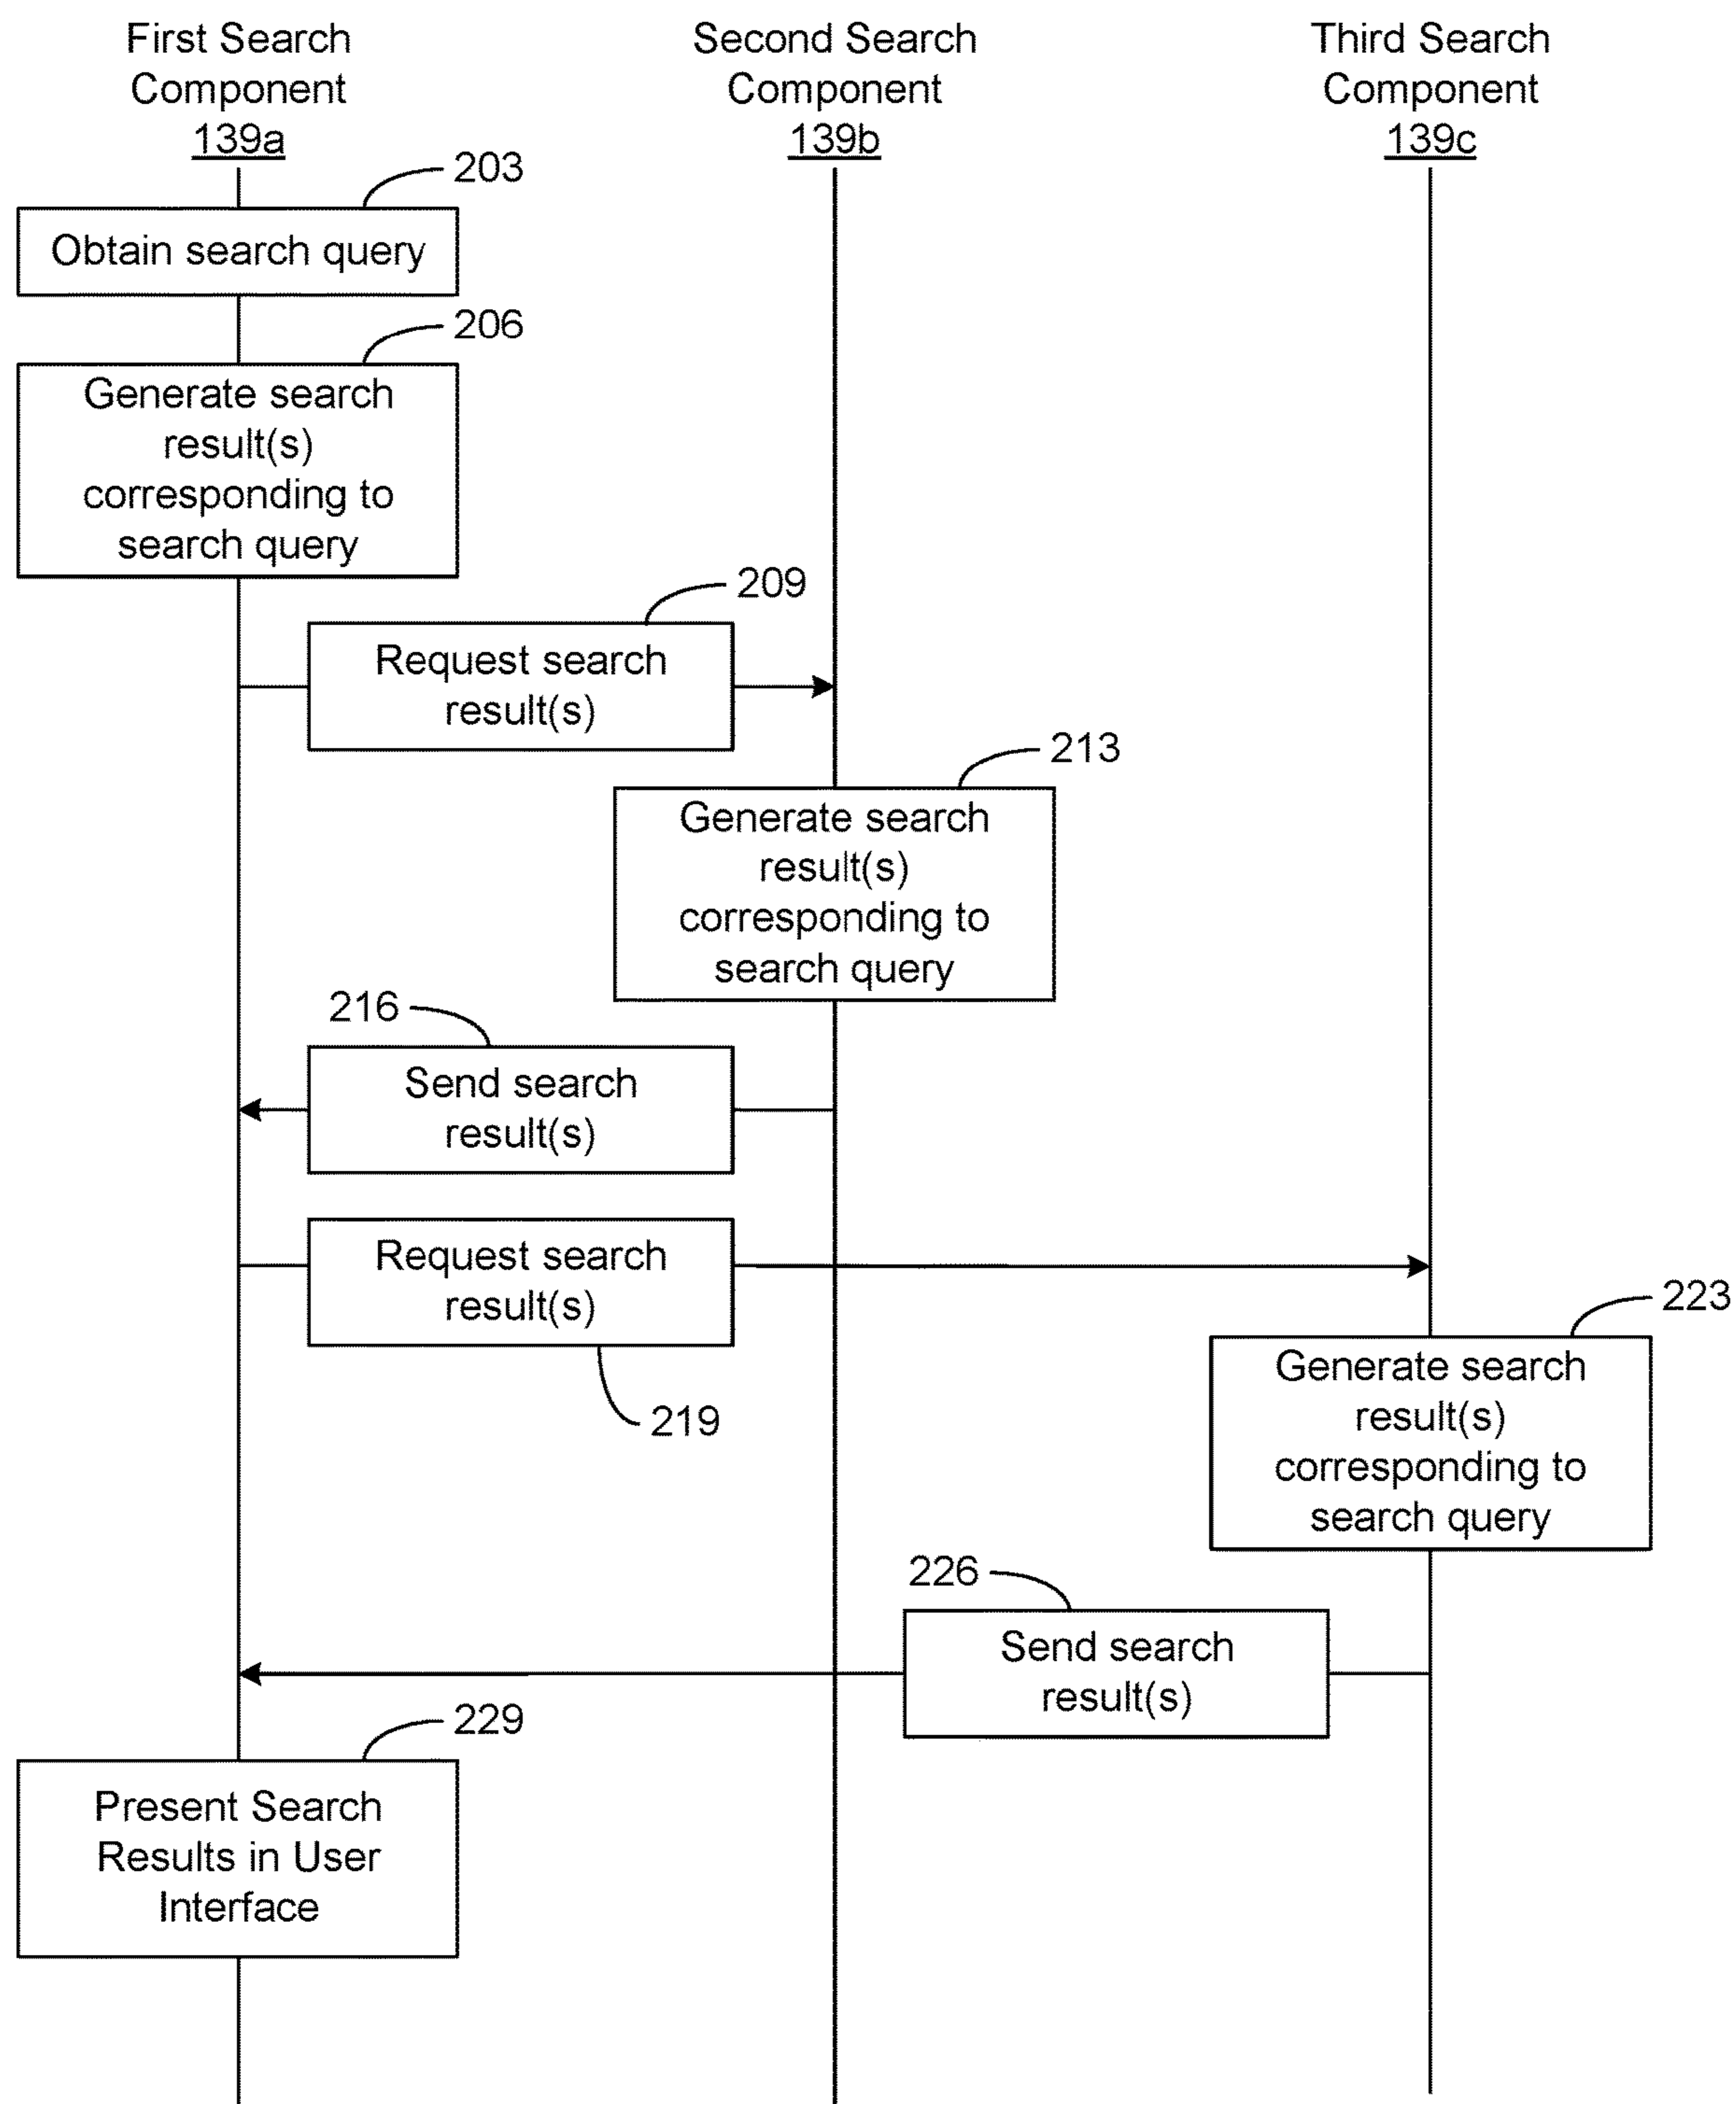 First Search
Component
139a
Second Search
Component
139b
Third Search
Component
139c
203
Obtain search query
206
Generate search
result(s)
corresponding to
search query
209
Request search
result(s)
213
Generate search
result(s)
corresponding to
search query
216
Send search
result(s)
Request search
result(s)
219
223
Generate search
result(s)
corresponding to
search query
226
Send search
result(s)
229
Present Search
Results in User
Interface